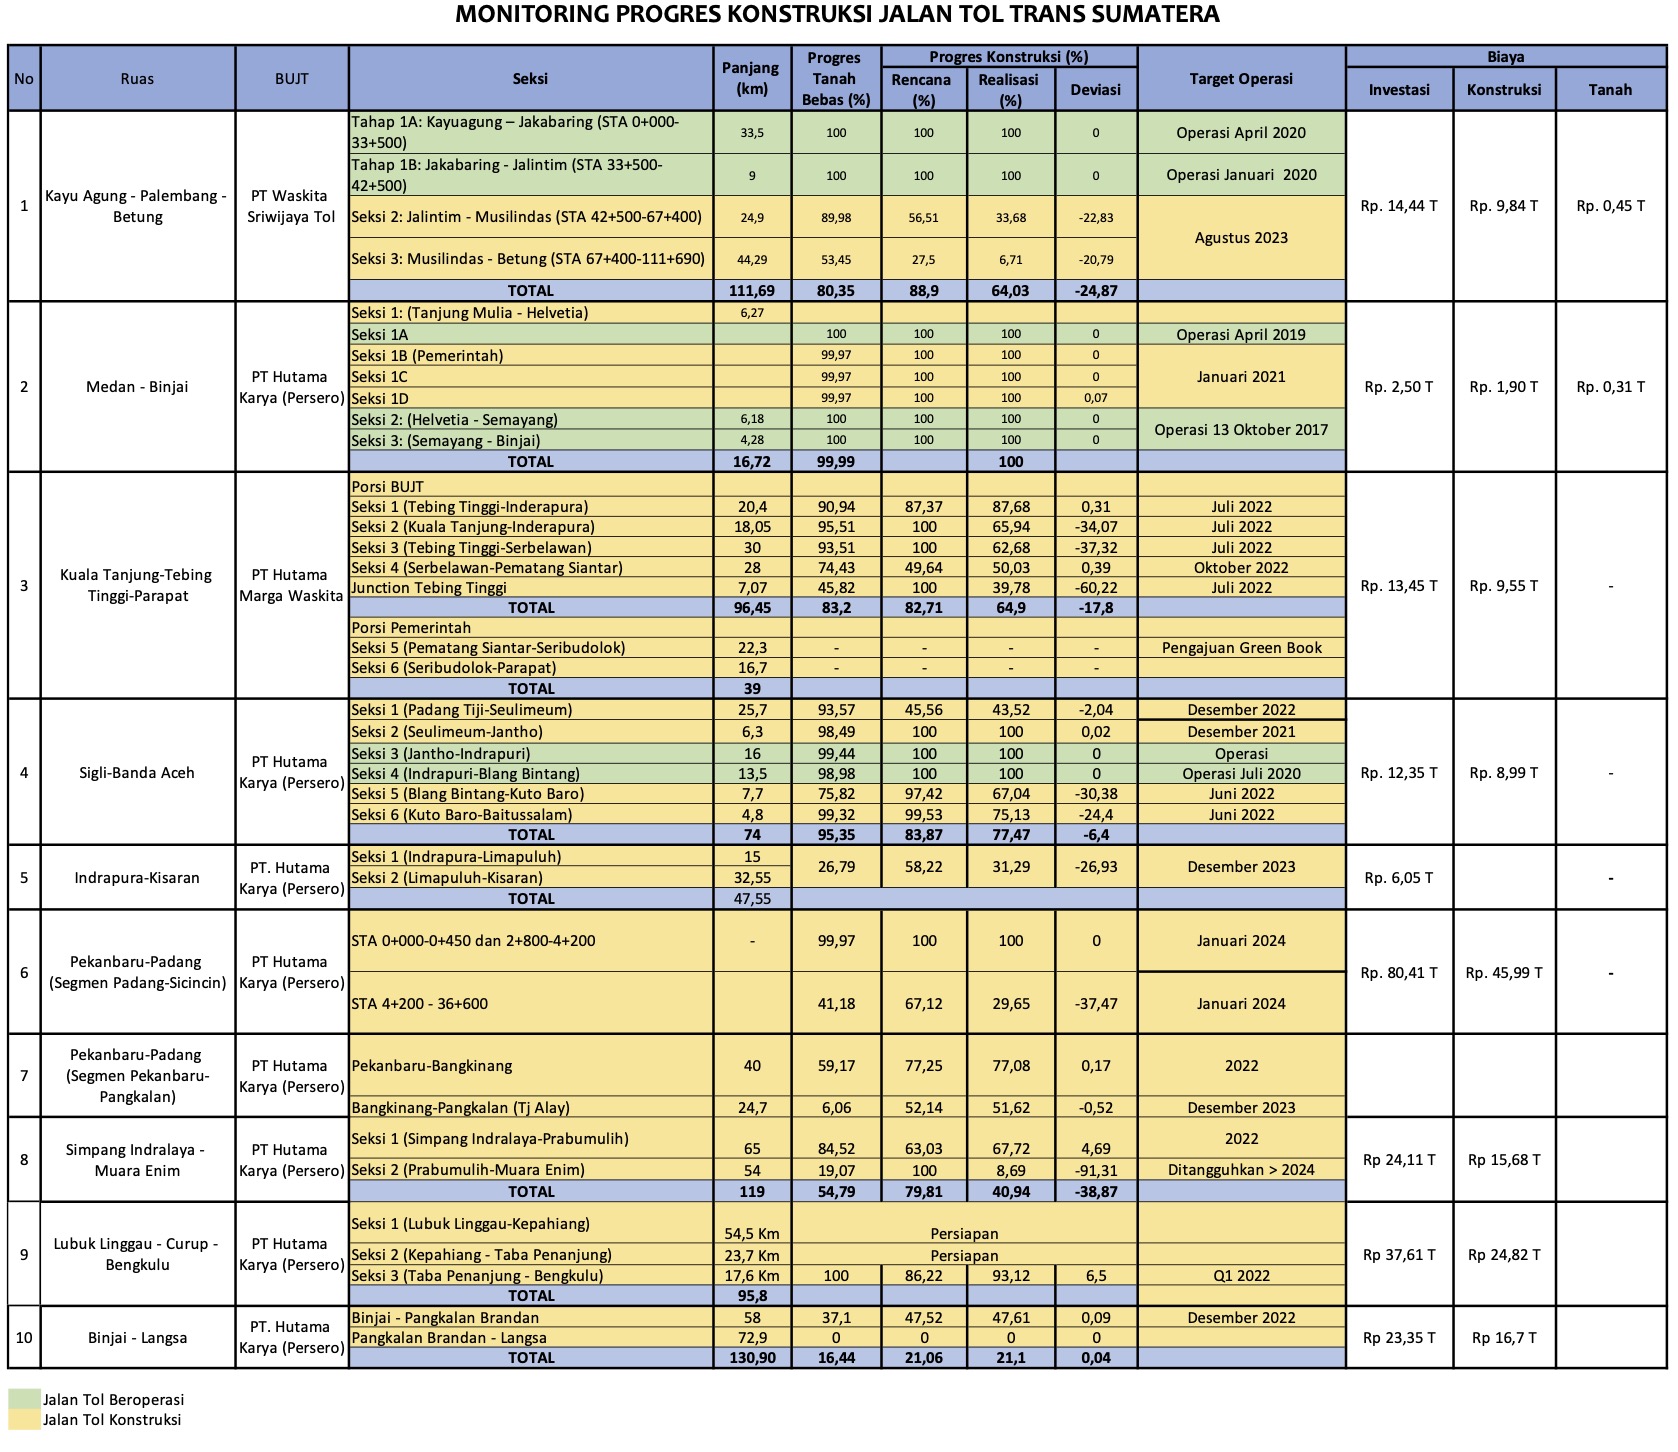 MONITORING PROGRES KONSTRUKSI JALAN TOL TRANS SUMATERA
No Ruas BUJT Seksi Panjang (km) Progres Tanah Bebas (%) Progres Konstruksi (%) Target Operasi Biaya
Rencana (%) Realisasi (%) Deviasi Investasi Konstruksi Tanah
1 Kayu Agung - Palembang - Betung PT Waskita Sriwijaya Tol Rp. 14,44 T Rp. 9,84 T Rp. 0,45 T
Tahap 1A: Kayuagung – Jakabaring (STA 0+000-33+500) 33,5 100 100 100 0 Operasi April 2020
Tahap 1B: Jakabaring - Jalintim (STA 33+500-42+500) 9 100 100 100 0 Operasi Januari 2020
Seksi 2: Jalintim - Musilindas (STA 42+500-67+400) 24,9 89,98 56,51 33,68 -22,83 Agustus 2023
Seksi 3: Musilindas - Betung (STA 67+400-111+690) 44,29 53,45 27,5 6,71 -20,79
TOTAL 111,69 80,35 88,9 64,03 -24,87
2 Medan - Binjai PT Hutama Karya (Persero) Rp. 2,50 T Rp. 1,90 T Rp. 0,31 T
Seksi 1: (Tanjung Mulia - Helvetia) 6,27
Seksi 1A 100 100 100 0 Operasi April 2019
Seksi 1B (Pemerintah) 99,97 100 100 0 Januari 2021
Seksi 1C 99,97 100 100 0
Seksi 1D 99,97 100 100 0,07
Seksi 2: (Helvetia - Semayang) 6,18 100 100 100 0 Operasi 13 Oktober 2017
Seksi 3: (Semayang - Binjai) 4,28 100 100 100 0
TOTAL 16,72 99,99 100
3 Kuala Tanjung-Tebing Tinggi-Parapat PT Hutama Marga Waskita Rp. 13,45 T Rp. 9,55 T -
Porsi BUJT
Seksi 1 (Tebing Tinggi-Inderapura) 20,4 90,94 87,37 87,68 0,31 Juli 2022
Seksi 2 (Kuala Tanjung-Inderapura) 18,05 95,51 100 65,94 -34,07 Juli 2022
Seksi 3 (Tebing Tinggi-Serbelawan) 30 93,51 100 62,68 -37,32 Juli 2022
Seksi 4 (Serbelawan-Pematang Siantar) 28 74,43 49,64 50,03 0,39 Oktober 2022
Junction Tebing Tinggi 7,07 45,82 100 39,78 -60,22 Juli 2022
TOTAL 96,45 83,2 82,71 64,9 -17,8
Porsi Pemerintah
Seksi 5 (Pematang Siantar-Seribudolok) 22,3 - - - - Pengajuan Green Book
Seksi 6 (Seribudolok-Parapat) 16,7 - - - -
TOTAL 39
4 Sigli-Banda Aceh PT Hutama Karya (Persero) Rp. 12,35 T Rp. 8,99 T -
Seksi 1 (Padang Tiji-Seulimeum) 25,7 93,57 45,56 43,52 -2,04 Desember 2022
Seksi 2 (Seulimeum-Jantho) 6,3 98,49 100 100 0,02 Desember 2021
Seksi 3 (Jantho-Indrapuri) 16 99,44 100 100 0 Operasi
Seksi 4 (Indrapuri-Blang Bintang) 13,5 98,98 100 100 0 Operasi Juli 2020
Seksi 5 (Blang Bintang-Kuto Baro) 7,7 75,82 97,42 67,04 -30,38 Juni 2022
Seksi 6 (Kuto Baro-Baitussalam) 4,8 99,32 99,53 75,13 -24,4 Juni 2022
TOTAL 74 95,35 83,87 77,47 -6,4
5 Indrapura-Kisaran PT. Hutama Karya (Persero) Rp. 6,05 T -
Seksi 1 (Indrapura-Limapuluh) 15 26,79 58,22 31,29 -26,93 Desember 2023
Seksi 2 (Limapuluh-Kisaran) 32,55
TOTAL 47,55
6 Pekanbaru-Padang (Segmen Padang-Sicincin) PT Hutama Karya (Persero) Rp. 80,41 T Rp. 45,99 T -
STA 0+000-0+450 dan 2+800-4+200 - 99,97 100 100 0 Januari 2024
STA 4+200 - 36+600 41,18 67,12 29,65 -37,47 Januari 2024
7 Pekanbaru-Padang (Segmen Pekanbaru-Pangkalan) PT Hutama Karya (Persero)
Pekanbaru-Bangkinang 40 59,17 77,25 77,08 0,17 2022
Bangkinang-Pangkalan (Tj Alay) 24,7 6,06 52,14 51,62 -0,52 Desember 2023
8 Simpang Indralaya - Muara Enim PT Hutama Karya (Persero) Rp 24,11 T Rp 15,68 T
Seksi 1 (Simpang Indralaya-Prabumulih) 65 84,52 63,03 67,72 4,69 2022
Seksi 2 (Prabumulih-Muara Enim) 54 19,07 100 8,69 -91,31 Ditangguhkan > 2024
TOTAL 119 54,79 79,81 40,94 -38,87
9 Lubuk Linggau - Curup - Bengkulu PT Hutama Karya (Persero) Rp 37,61 T Rp 24,82 T
Seksi 1 (Lubuk Linggau-Kepahiang) 54,5 Km Persiapan
Seksi 2 (Kepahiang - Taba Penanjung) 23,7 Km Persiapan
Seksi 3 (Taba Penanjung - Bengkulu) 17,6 Km 100 86,22 93,12 6,5 Q1 2022
TOTAL 95,8
10 Binjai - Langsa PT. Hutama Karya (Persero) Rp 23,35 T Rp 16,7 T
Binjai - Pangkalan Brandan 58 37,1 47,52 47,61 0,09 Desember 2022
Pangkalan Brandan - Langsa 72,9 0 0 0 0
TOTAL 130,90 16,44 21,06 21,1 0,04
Jalan Tol Beroperasi
Jalan Tol Konstruksi